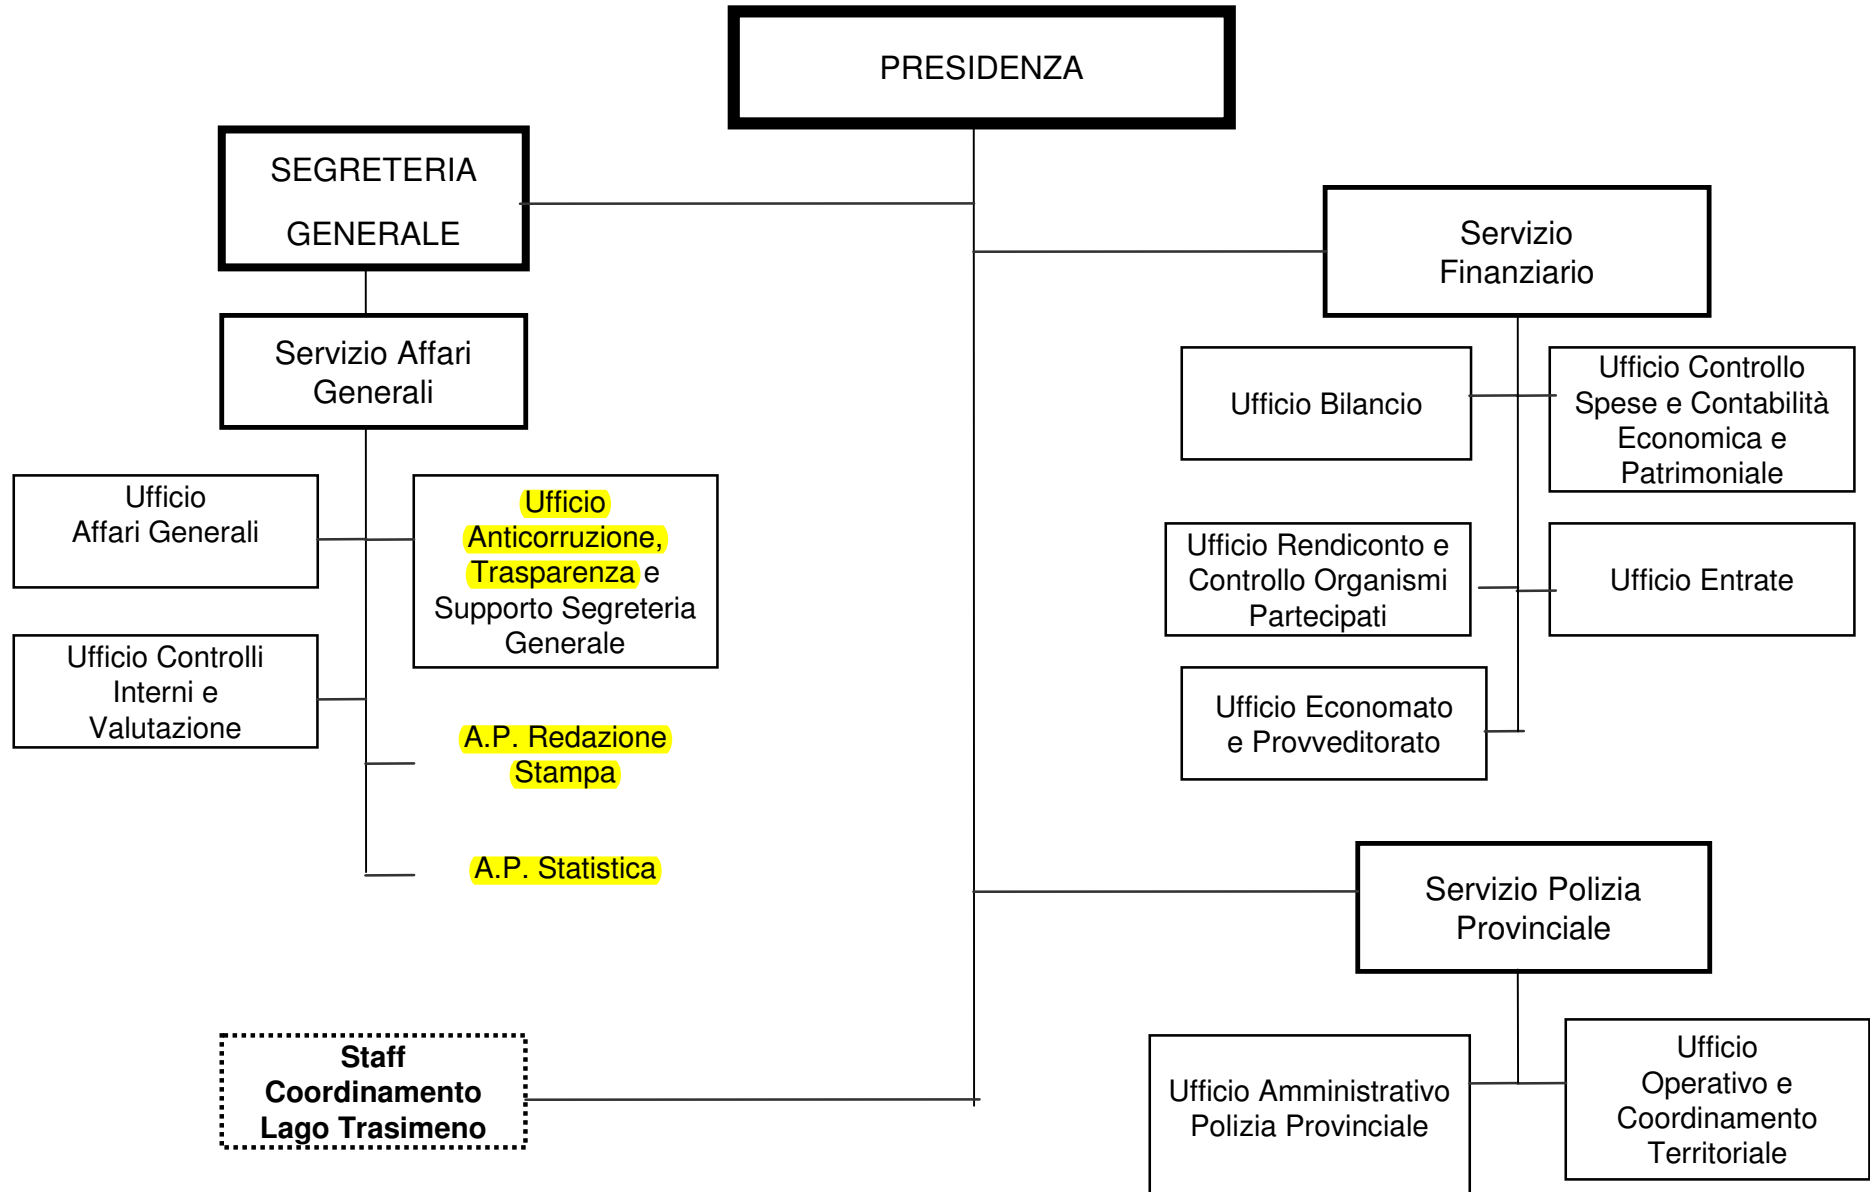 PRESIDENZA
SEGRETERIA
GENERALE
Servizio
Finanziario
Servizio Affari
Generali
Ufficio Bilancio
Ufficio Controllo
Spese e Contabilità
Economica e
Patrimoniale
Ufficio
Affari Generali
Ufficio
Anticorruzione,
Trasparenza e
Supporto Segreteria
Generale
Ufficio Rendiconto e
Controllo Organismi
Partecipati
Ufficio Entrate
Ufficio Controlli
Interni e
Valutazione
Ufficio Economato
e Provveditorato
A.P. Redazione
Stampa
A.P. Statistica
Servizio Polizia
Provinciale
Staff
Coordinamento
Lago Trasimeno
Ufficio Amministrativo
Polizia Provinciale
Ufficio
Operativo e
Coordinamento
Territoriale